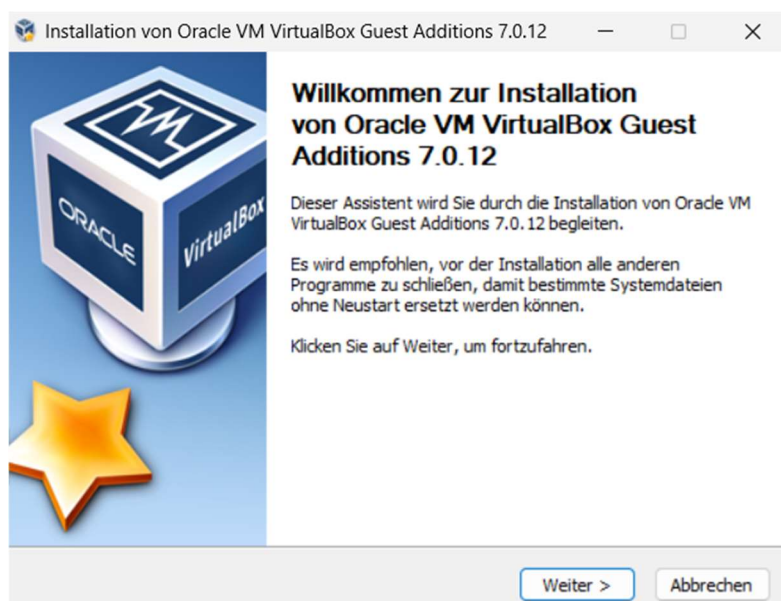 Installation von Oracle VM VirtualBox Guest Additions 7.0.12
Willkommen zur Installation
von Oracle VM VirtualBox Guest
Additions 7.0.12
Dieser Assistent wird Sie durch die Installation von Oracle VM
VirtualBox Guest Additions 7.0.12 begleiten.
Es wird empfohlen, vor der Installation alle anderen
Programme zu schließen, damit bestimmte Systemdateien
ohne Neustart ersetzt werden können.
Klicken Sie auf Weiter, um fortzufahren.
ORACLE
VirtualBox
Weiter >
Abbrechen